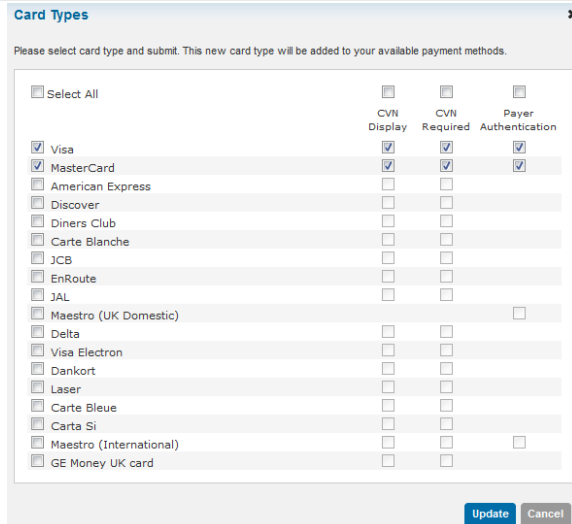 Card Types
Please select card type and submit. This new card type will be added to your available payment methods.
Select All
CVN Display CVN Required Payer Authentication
Visa
MasterCard
American Express
Discover
Diners Club
Carte Blanche
JCB
EnRoute
JAL
Maestro (UK Domestic)
Delta
Visa Electron
Dankort
Laser
Carte Bleue
Carta Si
Maestro (International)
GE Money UK card
Update Cancel